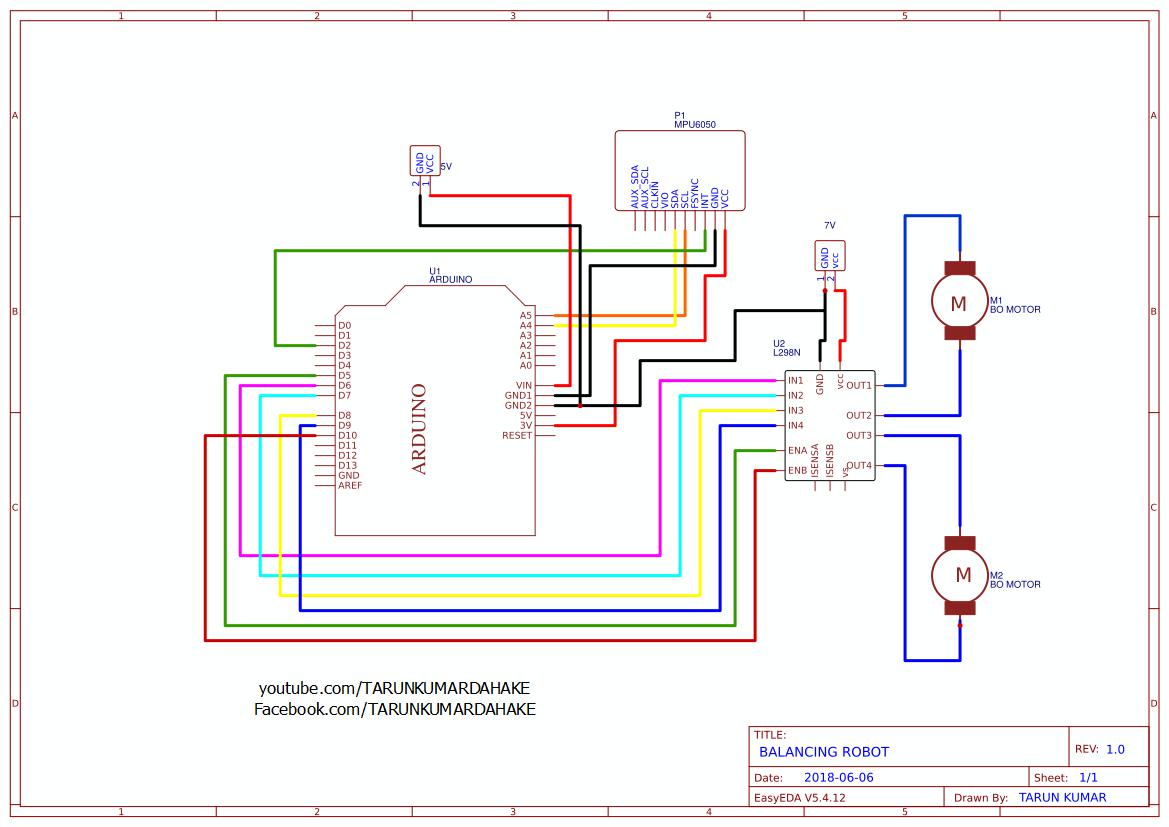 1 2 3 4 5
A
A
P1
MPU6050
GND
VCC
5V
2
1
AUX_SDA
AUX_SCL
CLKIN
VIO
SDA
SCL
FSYNC
INT
GND
VCC
7V
GND
vcc
1
2
U1
ARDUINO
B
B
M
M1
BO MOTOR
D0
D1
D2
D3
D4
D5
D6
D7
D8
D9
D10
D11
D12
D13
GND
AREF
ARDUINO
A5
A4
A3
A2
A1
A0
VIN
GND1
GND2
5V
3V
RESET
U2
L298N
IN1
IN2
IN3
IN4
ENA
ENB
GND
vcc
ISENSA
ISENSB
vs
OUT1
OUT2
OUT3
OUT4
C
C
M
M2
BO MOTOR
youtube.com/TARUNKUMARDAHAKE
Facebook.com/TARUNKUMARDAHAKE
D
D
TITLE:
BALANCING ROBOT
REV: 1.0
Date: 2018-06-06
Sheet: 1/1
EasyEDA V5.4.12
Drawn By: TARUN KUMAR
1 2 3 4 5